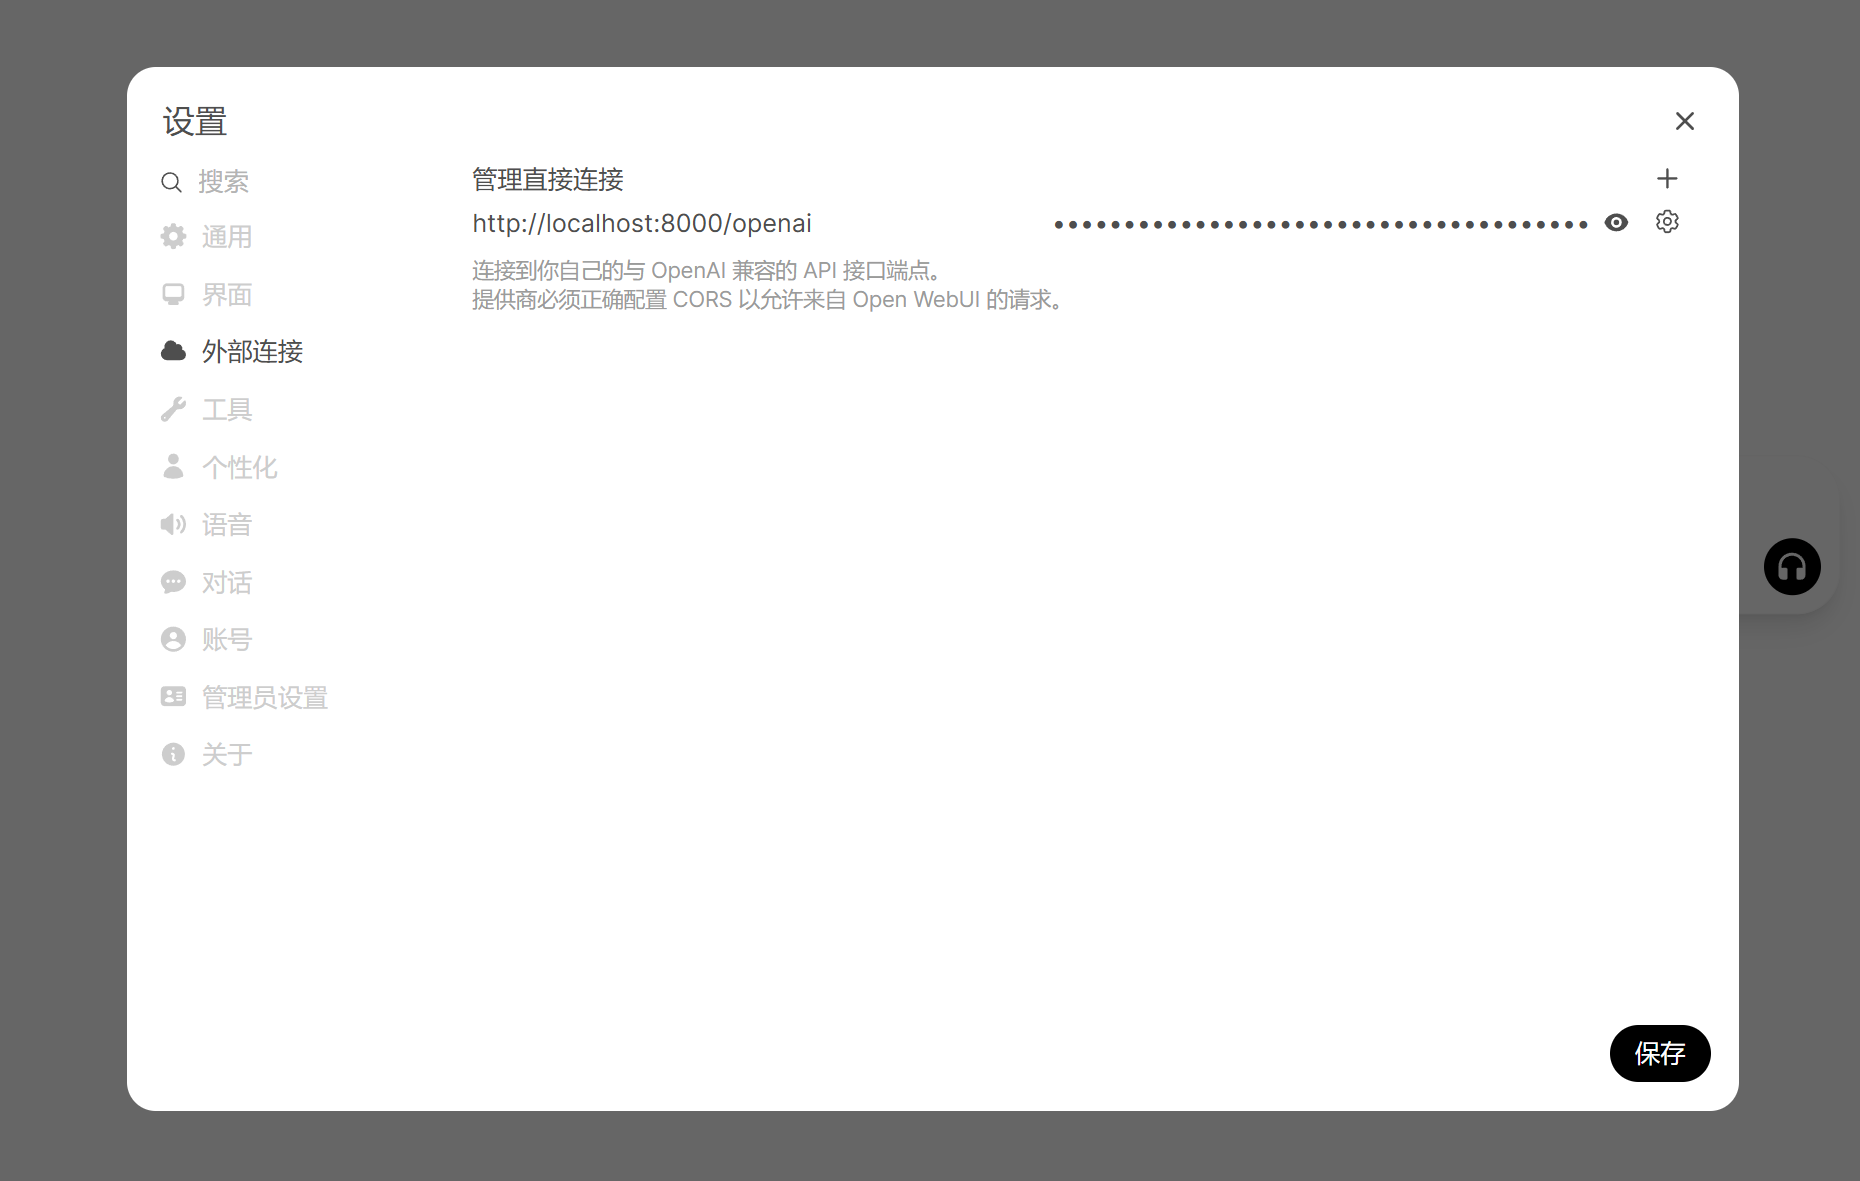 设置
搜索
通用
界面
外部连接
工具
个性化
语音
对话
账号
管理员设置
关于
管理直接连接
http://localhost:8000/openai
连接到你自己的与 OpenAI 兼容的 API 接口端点。
提供商必须正确配置 CORS 以允许来自 Open WebUI 的请求。
保存